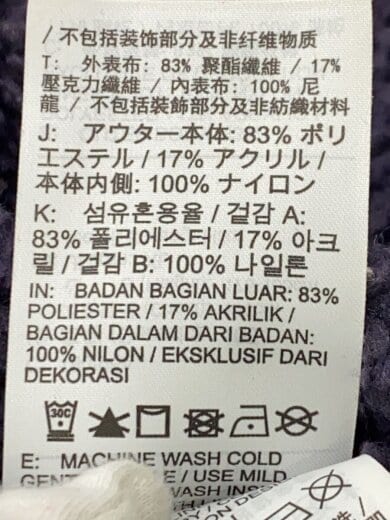 / 不包括装饰部分及非纤维物质
T: 外表布: 83% 聚酯纖維 / 17%
壓克力纖維 / 內表布: 100% 尼
龍 / 不包括裝飾部分及非紡織材料
J: アウター本体: 83% ポリ
エステル / 17% アクリル /
本体内側: 100% ナイロン
K: 섬유혼용율 / 겉감 A:
83% 폴리에스터 / 17% 아크
릴 / 겉감 B: 100% 나일론
IN: BADAN BAGIAN LUAR: 83%
POLIESTER / 17% AKRILIK /
BAGIAN DALAM DARI BADAN:
100% NILON / EKSKLUSIF DARI
DEKORASI
30C
E: MACHINE WASH COLD
/ USE MILD
WASH